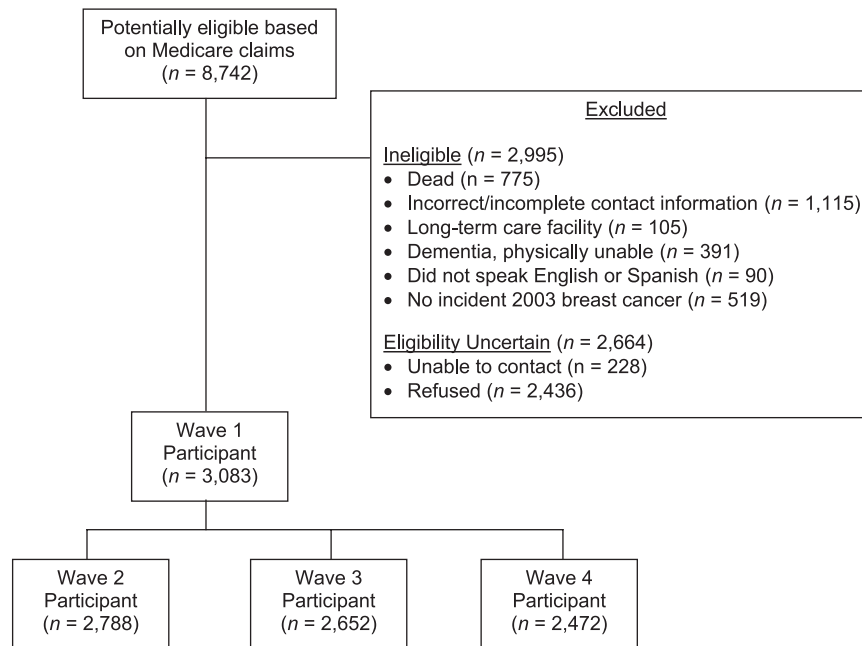 Potentially eligible based
on Medicare claims
(n = 8,742)
Excluded
Ineligible (n = 2,995)
• Dead (n = 775)
• Incorrect/incomplete contact information (n = 1,115)
• Long-term care facility (n = 105)
• Dementia, physically unable (n = 391)
• Did not speak English or Spanish (n = 90)
• No incident 2003 breast cancer (n = 519)
Eligibility Uncertain (n = 2,664)
• Unable to contact (n = 228)
• Refused (n = 2,436)
Wave 1
Participant
(n = 3,083)
Wave 2
Participant
(n = 2,788)
Wave 3
Participant
(n = 2,652)
Wave 4
Participant
(n = 2,472)